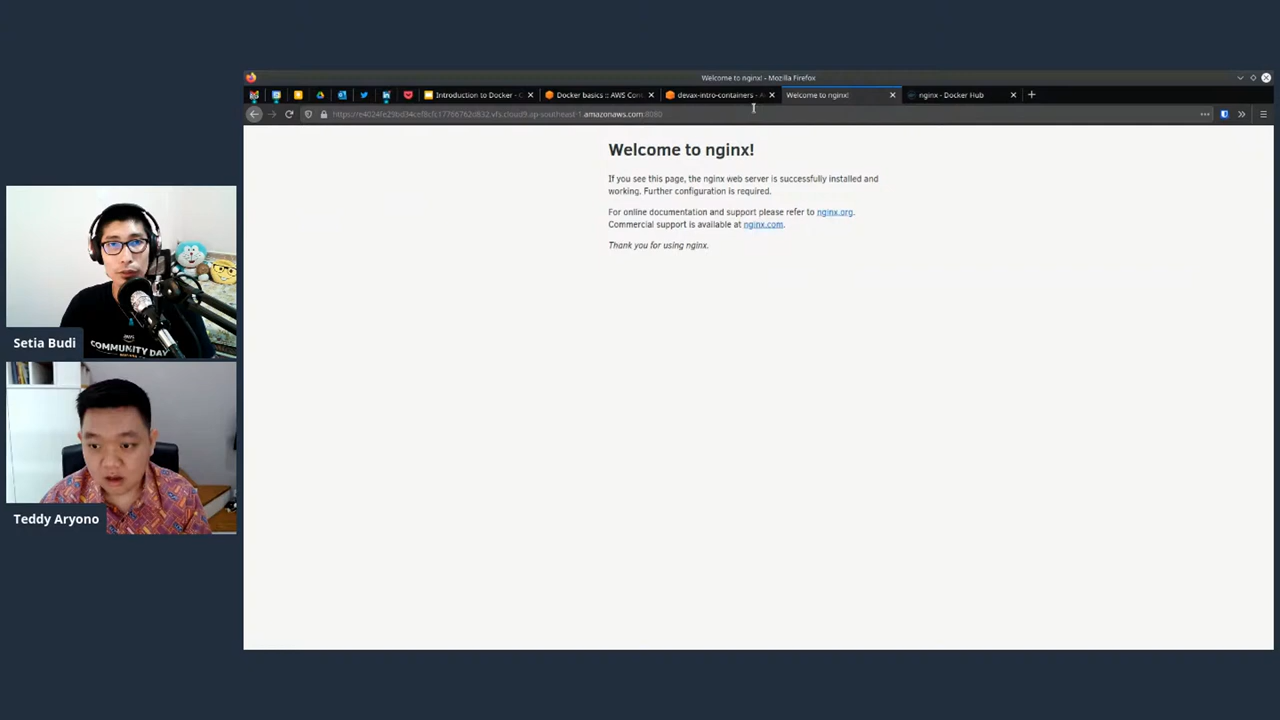 Welcome to nginx! - Mozilla Firefox
Introduction to Docker - 
Docker basics :: AWS Con
devax-intro-containers - A
Welcome to nginx!
nginx - Docker Hub
Welcome to nginx!
If you see this page, the nginx web server is successfully installed and
working. Further configuration is required.
For online documentation and support please refer to nginx.org.
Commercial support is available at nginx.com.
Thank you for using nginx.
aws
COMMUNITY DAY
Setia Budi
Teddy Aryono